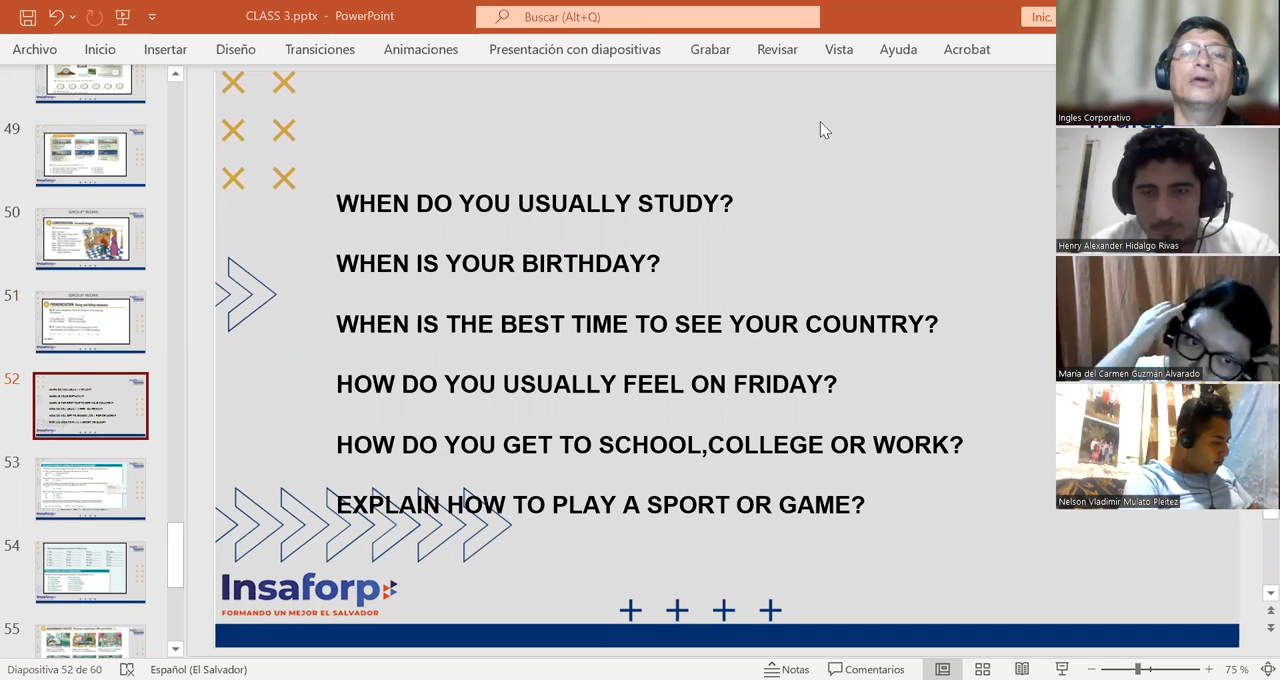 CLASS 3.pptx - PowerPoint
Buscar (Alt+Q)
Inic.
Archivo Inicio Insertar Diseño Transiciones Animaciones Presentación con diapositivas Grabar Revisar Vista Ayuda Acrobat
Ingles Corporativo
49
50
GROUP WORK
51
GROUP WORK
52
53
54
55
WHEN DO YOU USUALLY STUDY?
WHEN IS YOUR BIRTHDAY?
WHEN IS THE BEST TIME TO SEE YOUR COUNTRY?
HOW DO YOU USUALLY FEEL ON FRIDAY?
HOW DO YOU GET TO SCHOOL,COLLEGE OR WORK?
EXPLAIN HOW TO PLAY A SPORT OR GAME?
Insaforp
FORMANDO UN MEJOR EL SALVADOR
Henry Alexander Hidalgo Rivas
María del Carmen Guzmán Alvarado
Nelson Vladimir Mulato Pleitez
Diapositiva 52 de 60 Español (El Salvador) Notas Comentarios 75 %